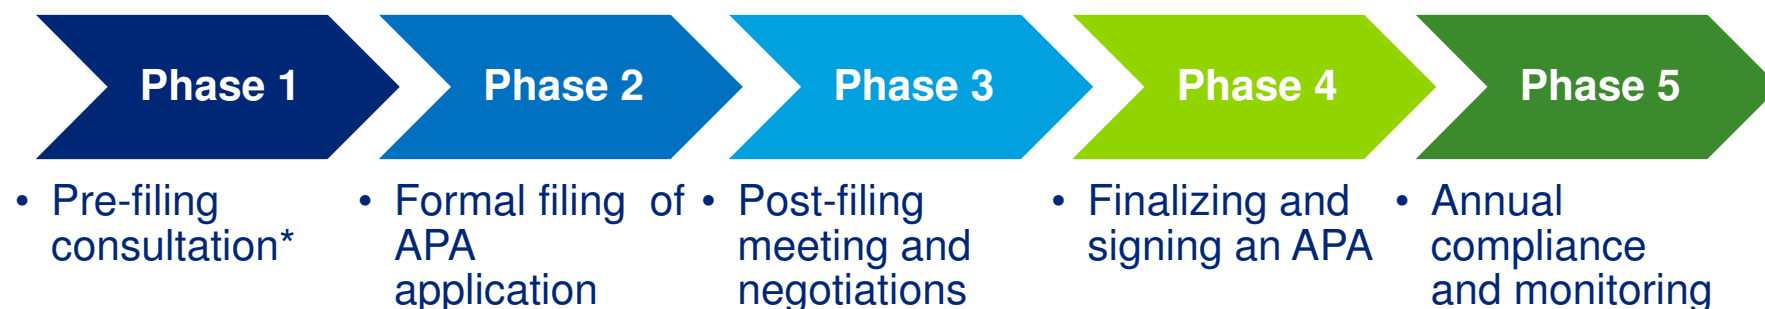 Phase 1
Phase 2
Phase 3
Phase 4
Phase 5
• Pre-filing
consultation*
• Formal filing  of
APA
application
• Post-filing
meeting and
negotiations
• Finalizing and
signing an APA
• Annual
compliance
and monitoring